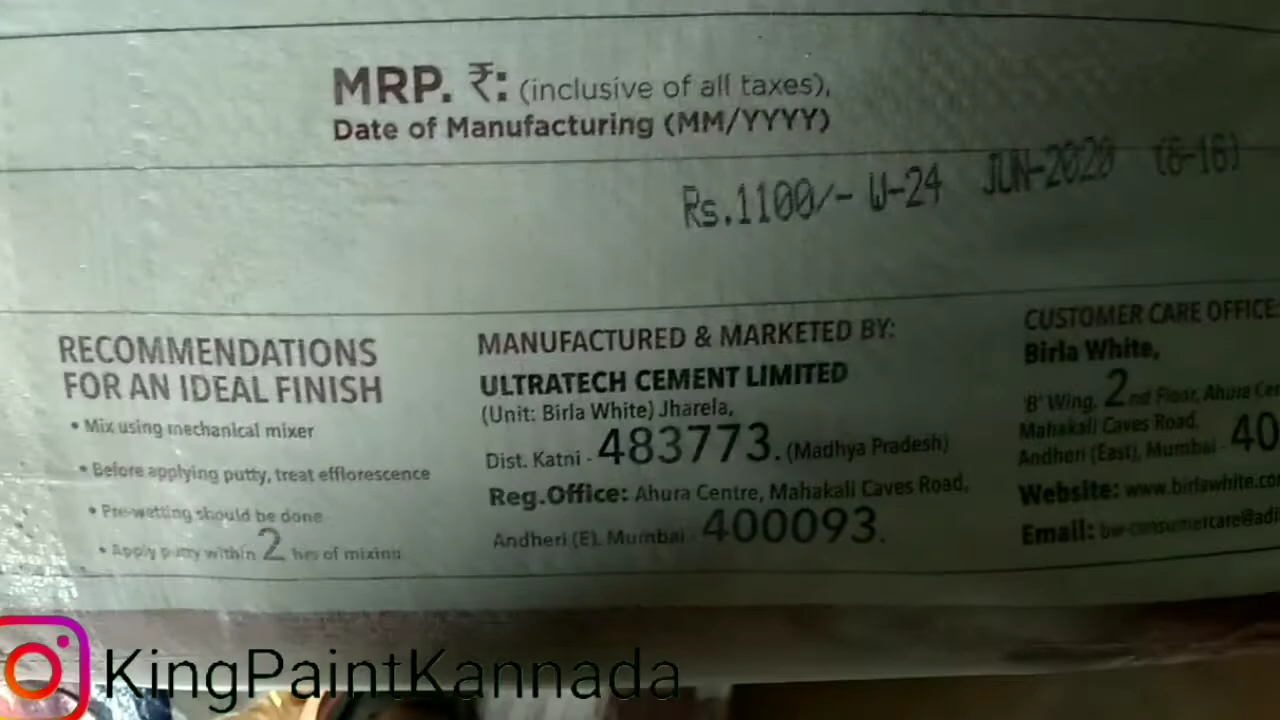 MRP. ₹: (inclusive of all taxes),
Date of Manufacturing (MM/YYYY)
Rs.1100/- W-24 JUN-2020 (6-16)
RECOMMENDATIONS
FOR AN IDEAL FINISH
• Mix using mechanical mixer
• Before applying putty, treat efflorescence
• Pre-wetting should be done
• Apply putty within 2 hrs of mixing
MANUFACTURED & MARKETED BY:
ULTRATECH CEMENT LIMITED
(Unit: Birla White) Jharela,
Dist. Katni - 483773. (Madhya Pradesh)
Reg.Office: Ahura Centre, Mahakali Caves Road,
Andheri (E), Mumbai - 400093.
CUSTOMER CARE OFFICE:
Birla White,
'B' Wing, 2nd Floor, Ahura Cen
Mahakali Caves Road,
Andheri (East), Mumbai - 40
Website: www.birlawhite.co
Email: bw-consumercare@adi
KingPaintKannada